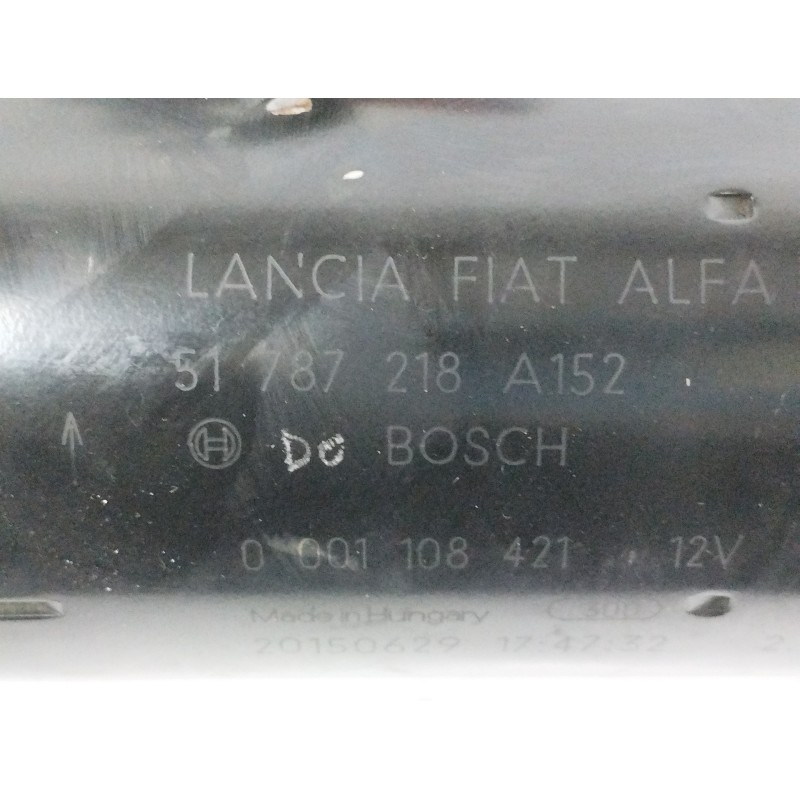 LANCIA FIAT ALFA
51 787 218 A152
DC BOSCH
0 001 108 421 12V
Made in Hungary
20150629 17:47:32